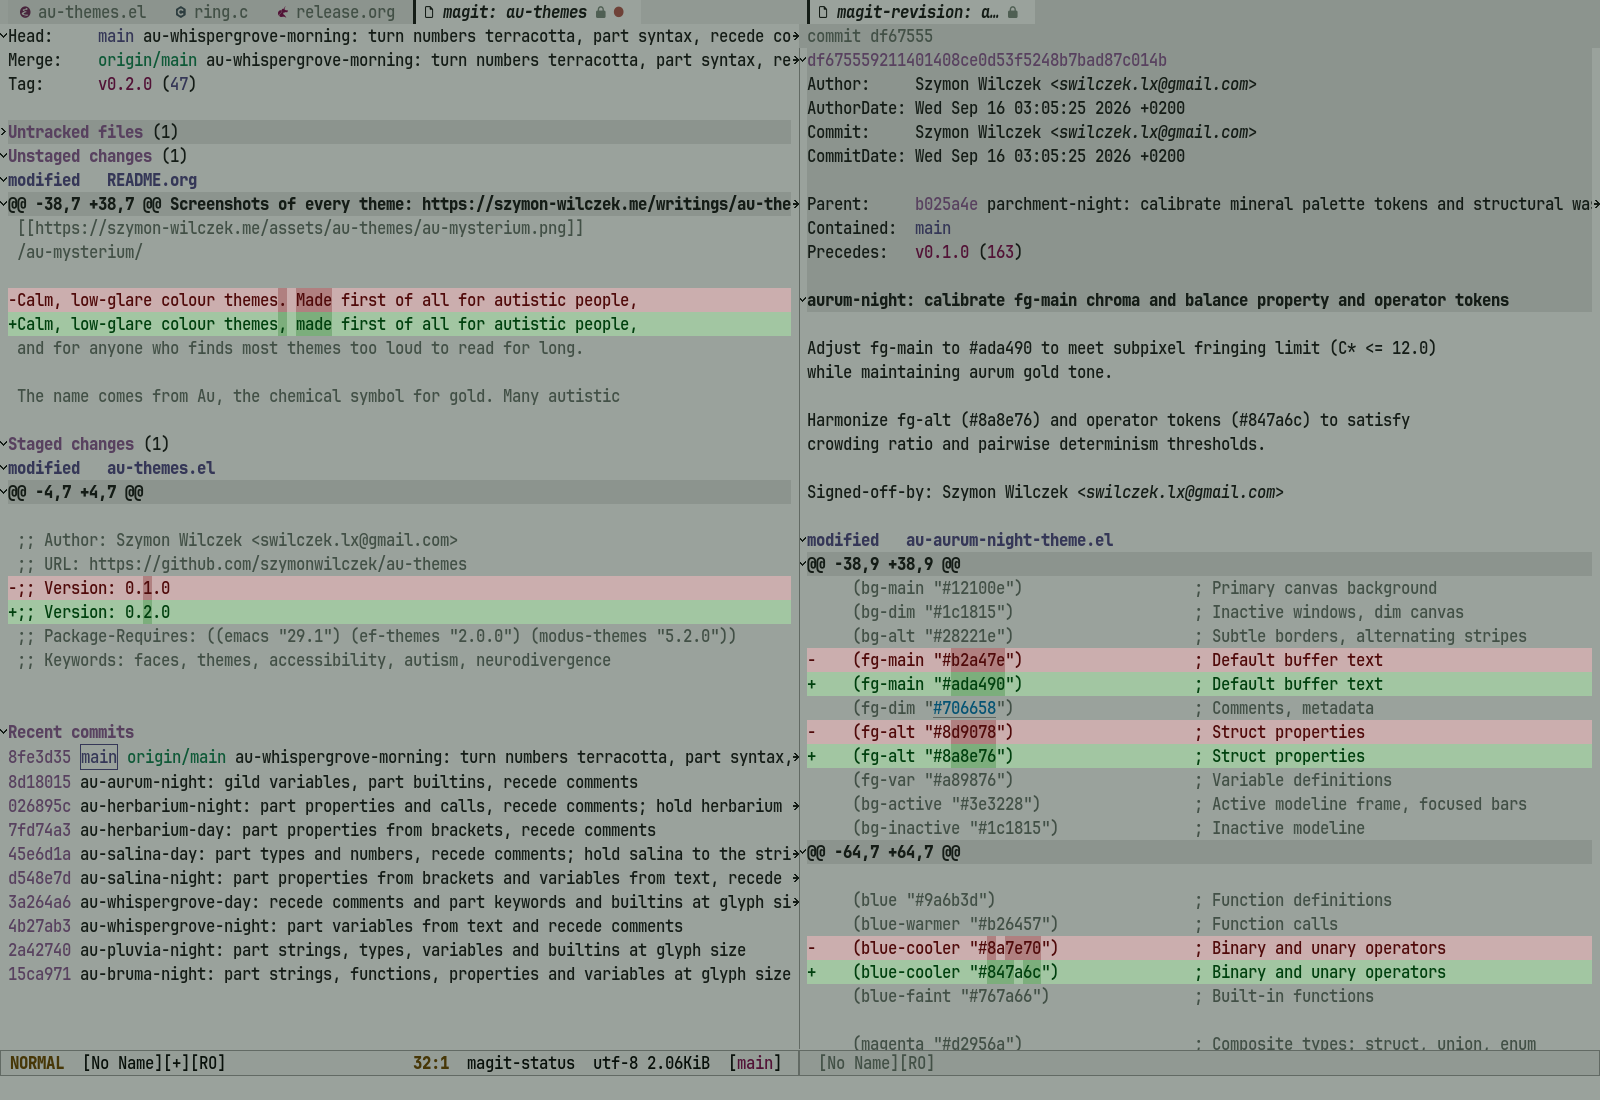 au-themes.el ring.c release.org magit: au-themes
Head:     main au-whispergrove-morning: turn numbers terracotta, part syntax, recede co
Merge:    origin/main au-whispergrove-morning: turn numbers terracotta, part syntax, re
Tag:      v0.2.0 (47)
Untracked files (1)
Unstaged changes (1)
modified   README.org
@@ -38,7 +38,7 @@ Screenshots of every theme: https://szymon-wilczek.me/writings/au-the
[[https://szymon-wilczek.me/assets/au-themes/au-mysterium.png]]
/au-mysterium/
-Calm, low-glare colour themes. Made first of all for autistic people,
+Calm, low-glare colour themes, made first of all for autistic people,
and for anyone who finds most themes too loud to read for long.
The name comes from Au, the chemical symbol for gold. Many autistic
Staged changes (1)
modified   au-themes.el
@@ -4,7 +4,7 @@
;; Author: Szymon Wilczek <swilczek.lx@gmail.com>
;; URL: https://github.com/szymonwilczek/au-themes
-;; Version: 0.1.0
+;; Version: 0.2.0
;; Package-Requires: ((emacs "29.1") (ef-themes "2.0.0") (modus-themes "5.2.0"))
;; Keywords: faces, themes, accessibility, autism, neurodivergence
Recent commits
8fe3d35 main origin/main au-whispergrove-morning: turn numbers terracotta, part syntax,
8d18015 au-aurum-night: gild variables, part builtins, recede comments
026895c au-herbarium-night: part properties and calls, recede comments; hold herbarium
7fd74a3 au-herbarium-day: part properties from brackets, recede comments
45e6d1a au-salina-day: part types and numbers, recede comments; hold salina to the stri
d548e7d au-salina-night: part properties from brackets and variables from text, recede
3a264a6 au-whispergrove-day: recede comments and part keywords and builtins at glyph si
4b27ab3 au-whispergrove-night: part variables from text and recede comments
2a42740 au-pluvia-night: part strings, types, variables and builtins at glyph size
15ca971 au-bruma-night: part strings, functions, properties and variables at glyph size
NORMAL  [No Name][+][RO]  32:1  magit-status  utf-8 2.06KiB  [main]
magit-revision: a…
commit df67555
df675559211401408ce0d53f5248b7bad87c014b
Author:     Szymon Wilczek <swilczek.lx@gmail.com>
AuthorDate: Wed Sep 16 03:05:25 2026 +0200
Commit:     Szymon Wilczek <swilczek.lx@gmail.com>
CommitDate: Wed Sep 16 03:05:25 2026 +0200
Parent:     b025a4e parchment-night: calibrate mineral palette tokens and structural wa
Contained:  main
Precedes:   v0.1.0 (163)
aurum-night: calibrate fg-main chroma and balance property and operator tokens
Adjust fg-main to #ada490 to meet subpixel fringing limit (C* <= 12.0)
while maintaining aurum gold tone.
Harmonize fg-alt (#8a8e76) and operator tokens (#847a6c) to satisfy
crowding ratio and pairwise determinism thresholds.
Signed-off-by: Szymon Wilczek <swilczek.lx@gmail.com>
modified   au-aurum-night-theme.el
@@ -38,9 +38,9 @@
(bg-main "#12100e")                   ; Primary canvas background
(bg-dim "#1c1815")                    ; Inactive windows, dim canvas
(bg-alt "#28221e")                    ; Subtle borders, alternating stripes
-    (fg-main "#b2a47e")                   ; Default buffer text
+    (fg-main "#ada490")                   ; Default buffer text
(fg-dim "#706658")                    ; Comments, metadata
-    (fg-alt "#8d9078")                    ; Struct properties
+    (fg-alt "#8a8e76")                    ; Struct properties
(fg-var "#a89876")                    ; Variable definitions
(bg-active "#3e3228")                 ; Active modeline frame, focused bars
(bg-inactive "#1c1815")               ; Inactive modeline
@@ -64,7 +64,7 @@
(blue "#9a6b3d")                      ; Function definitions
(blue-warmer "#b26457")               ; Function calls
-    (blue-cooler "#8a7e70")               ; Binary and unary operators
+    (blue-cooler "#847a6c")               ; Binary and unary operators
(blue-faint "#767a66")                ; Built-in functions
(magenta "#d2956a")                   ; Composite types: struct, union, enum
[No Name][RO]